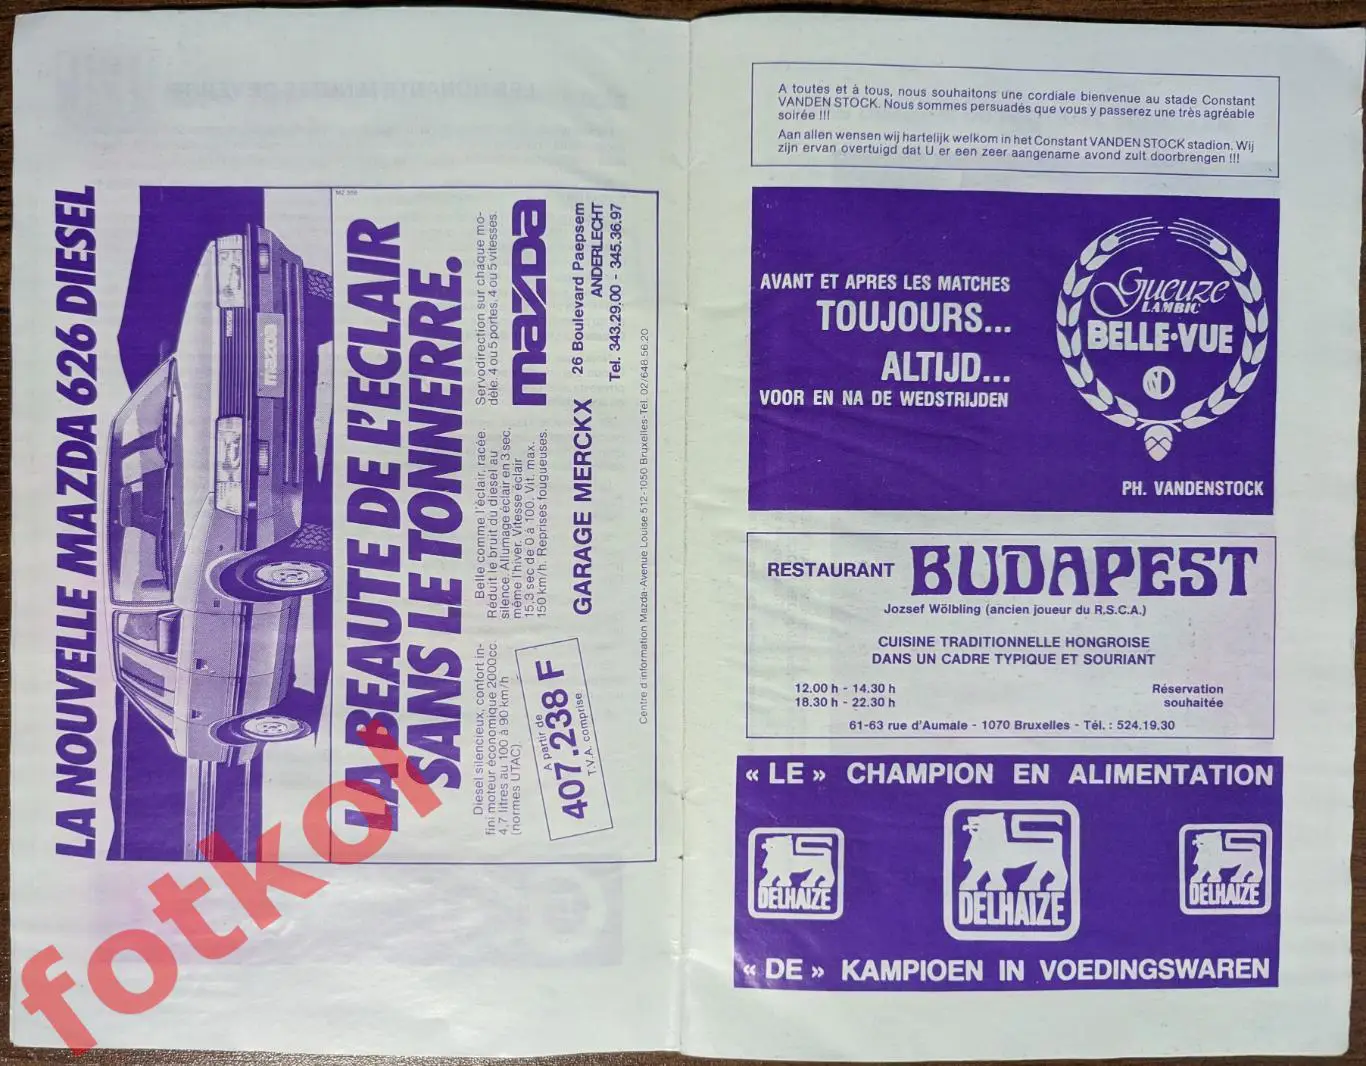 LA NOUVELLE MAZDA 626 DIESEL
mazda
MZ 559
LA BEAUTE DE L'ECLAIR
SANS LE TONNERRE.
Diesel silencieux, confort in-
fini moteur économique 2000cc.
4,7 litres au 100 à 90 km/h
(normes UTAC).
Belle comme l'éclair, racée.
Réduit le bruit du diesel au
silence. Allumage éclair en 3 sec.
même l'hiver. Vitesse éclair
15,3 sec de 0 à 100. Vit. max.
150 km/h. Reprises fougueuses.
Servodirection sur chaque mo-
dèle. 4 ou 5 portes. 4 ou 5 vitesses.
A partir de
407.238 F
T.V.A. comprise
mazda
GARAGE MERCKX
26 Boulevard Paepsem
ANDERLECHT
Tel. 343.29.00 - 345.36.97
Centre d'information Mazda-Avenue Louise 512-1050 Bruxelles-Tel. 02/648.56.20
fotkol
A toutes et à tous, nous souhaitons une cordiale bienvenue au stade Constant
VANDEN STOCK. Nous sommes persuadés que vous y passerez une très agréable
soirée !!!
Aan allen wensen wij hartelijk welkom in het Constant VANDEN STOCK stadion. Wij
zijn ervan overtuigd dat U er een zeer aangename avond zult doorbrengen !!!
AVANT ET APRES LES MATCHES
TOUJOURS...
ALTIJD...
VOOR EN NA DE WEDSTRIJDEN
Gueuze
LAMBIC
BELLE-VUE
PH. VANDENSTOCK
RESTAURANT BUDAPEST
Jozsef Wölbling (ancien joueur du R.S.C.A.)
CUISINE TRADITIONNELLE HONGROISE
DANS UN CADRE TYPIQUE ET SOURIANT
12.00 h - 14.30 h
18.30 h - 22.30 h
Réservation
souhaitée
61-63 rue d'Aumale - 1070 Bruxelles - Tél. : 524.19.30
« LE » CHAMPION EN ALIMENTATION
DELHAIZE
DELHAIZE
DELHAIZE
« DE » KAMPIOEN IN VOEDINGSWAREN